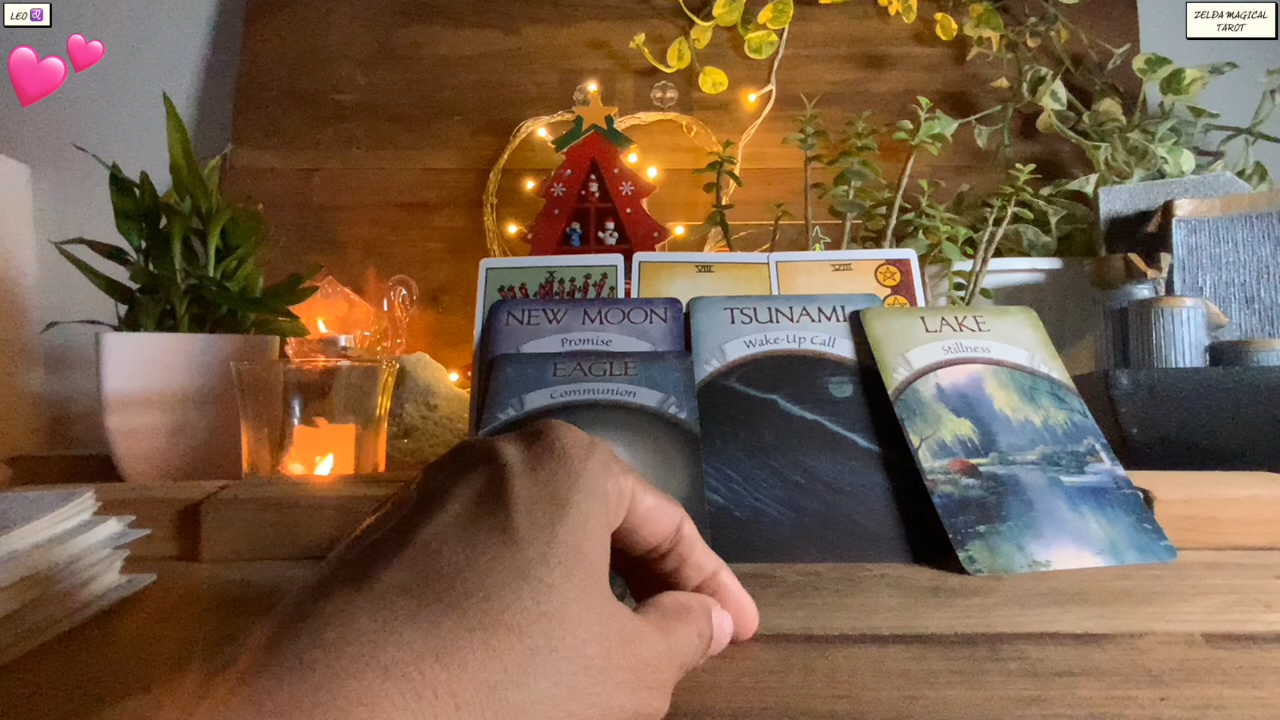 LEO ♌
ZELDA MAGICAL
TAROT
X
VIII
VIII
NEW MOON
Promise
EAGLE
Communion
TSUNAMI
Wake-Up Call
LAKE
Stillness